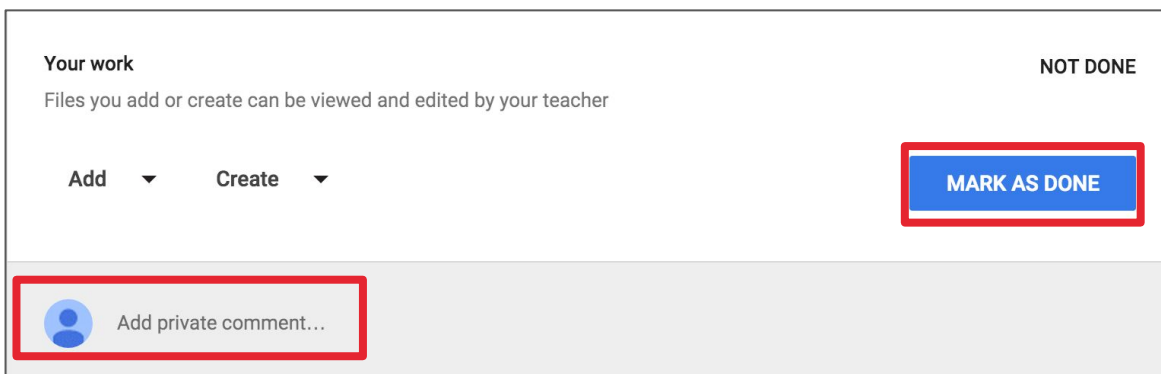 Your work
NOT DONE
Files you add or create can be viewed and edited by your teacher
Add
Create
MARK AS DONE
Add private comment...